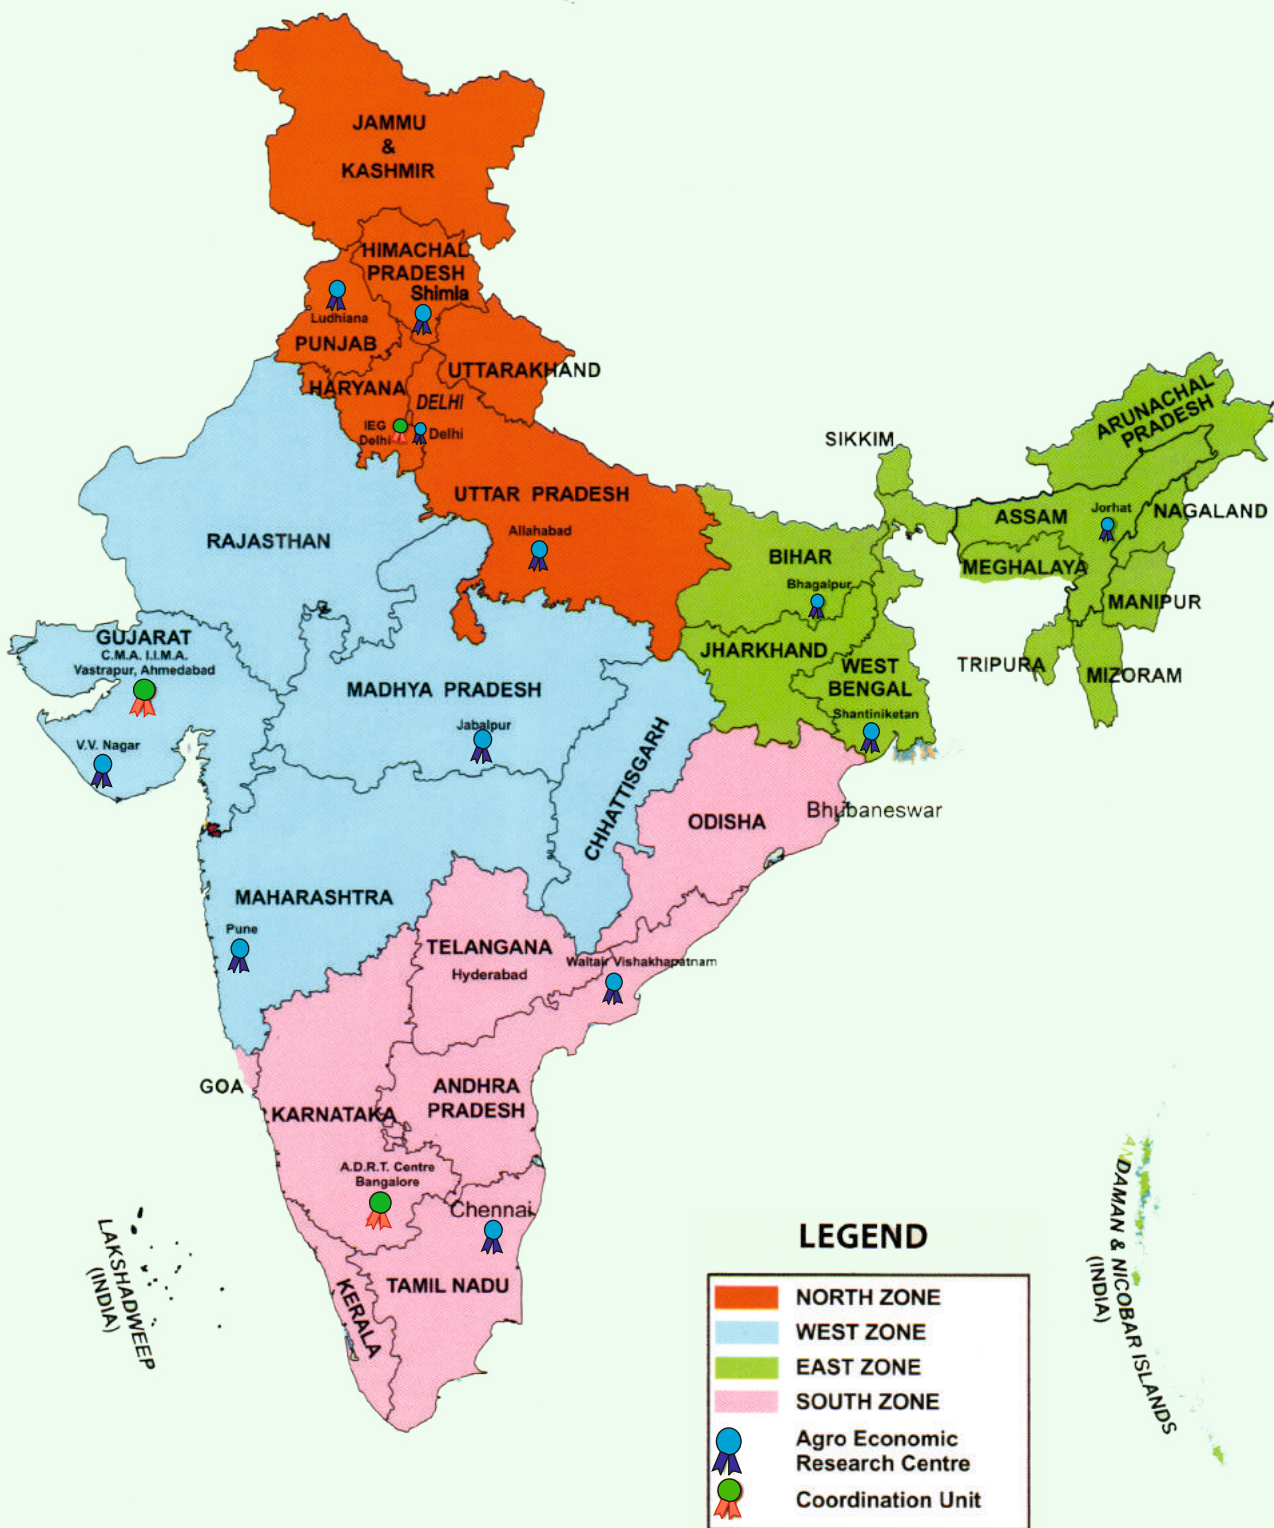 JAMMU
&
KASHMIR
HIMACHAL
PRADESH
Shimla
Ludhiana
PUNJAB
UTTARAKHAND
HARYANA
DELHI
IEG
Delhi
Delhi
UTTAR PRADESH
Allahabad
RAJASTHAN
SIKKIM
ARUNACHAL
PRADESH
ASSAM
Jorhat
NAGALAND
MEGHALAYA
MANIPUR
TRIPURA
MIZORAM
BIHAR
Bhagalpur
JHARKHAND
WEST
BENGAL
Shantiniketan
GUJARAT
C.M.A. I.I.M.A.
Vastrapur, Ahmedabad
V.V. Nagar
MADHYA PRADESH
Jabalpur
CHHATTISGARH
ODISHA
Bhubaneswar
MAHARASHTRA
Pune
TELANGANA
Hyderabad
Waltair Vishakhapatnam
GOA
KARNATAKA
ANDHRA
PRADESH
A.D.R.T. Centre
Bangalore
Chennai
TAMIL NADU
KERALA
LAKSHADWEEP
(INDIA)
AN
DAMAN & NICOBAR ISLANDS
(INDIA)
LEGEND
NORTH ZONE
WEST ZONE
EAST ZONE
SOUTH ZONE
Agro Economic
Research Centre
Coordination Unit